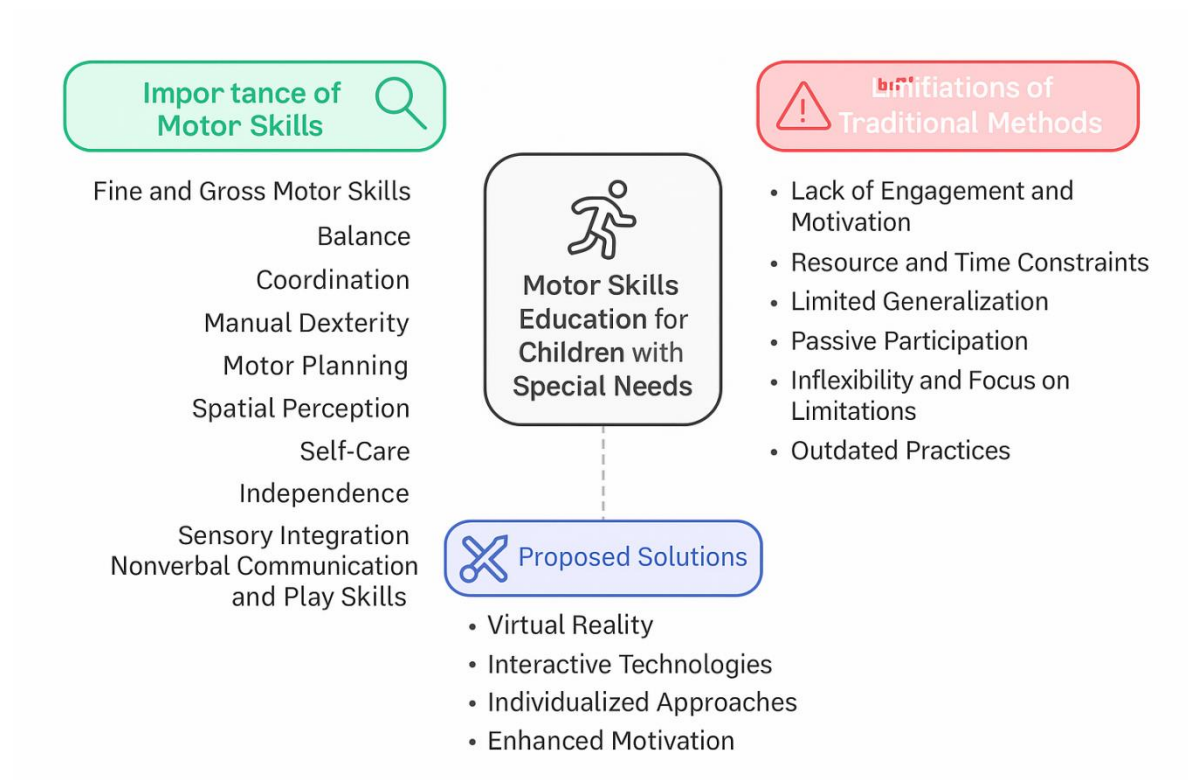 Impor tance of
Motor Skills
Fine and Gross Motor Skills
Balance
Coordination
Manual Dexterity
Motor Planning
Spatial Perception
Self-Care
Independence
Sensory Integration
Nonverbal Communication
and Play Skills
Motor Skills
Education for
Children with
Special Needs
Proposed Solutions
• Virtual Reality
• Interactive Technologies
• Individualized Approaches
• Enhanced Motivation
Limifiations of
Traditional Methods
• Lack of Engagement and
Motivation
• Resource and Time Constraints
• Limited Generalization
• Passive Participation
• Inflexibility and Focus on
Limitations
• Outdated Practices